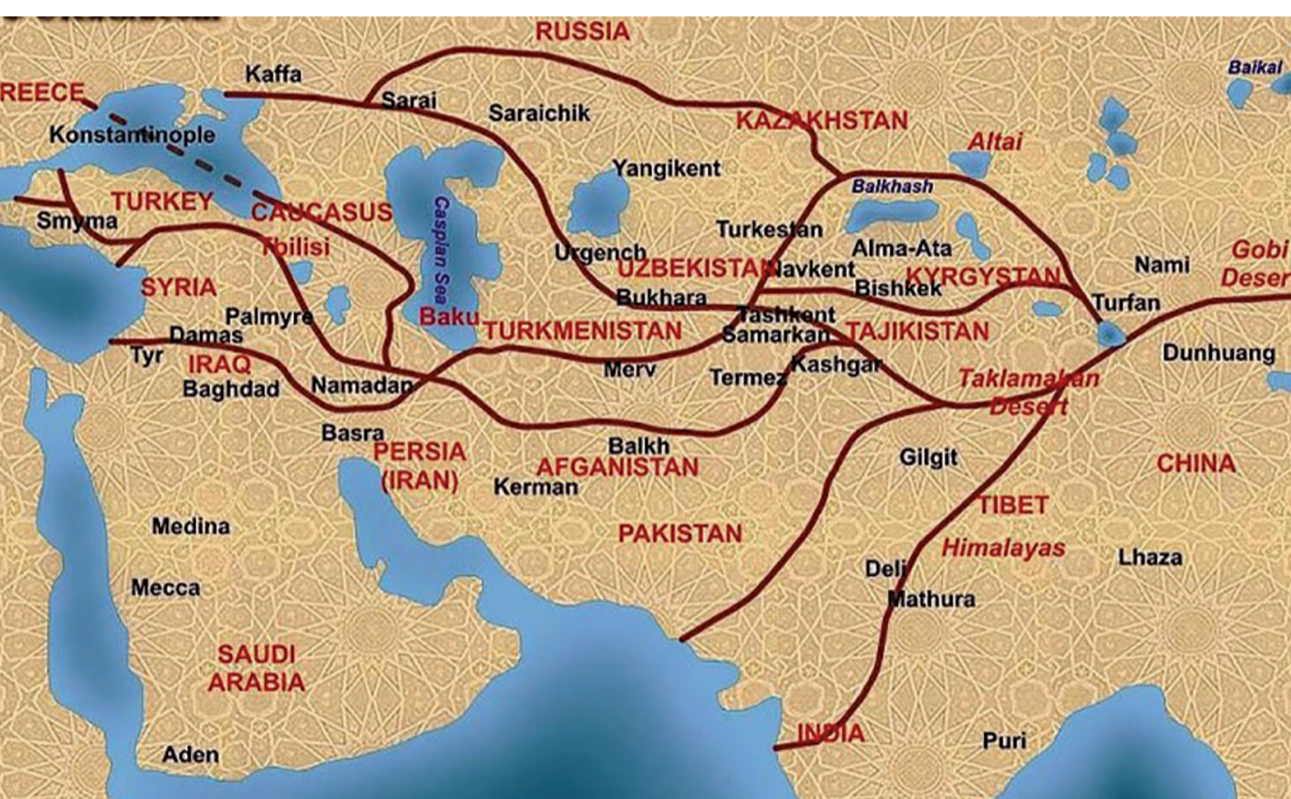 RUSSIA
Baikal
Kaffa
REECE
Sarai
Saraichik
KAZAKHSTAN
Konstantinople
Altai
Yangikent
Balkhash
TURKEY
CAUCASUS
Smyma
Turkestan
Caspian Sea
Tbilisi
Alma-Ata
Urgench
Gobi
Deser
Nami
UZBEKISTAN
Navkent
KYRGYSTAN
SYRIA
Bishkek
Bukhara
Turfan
Palmyre
Baku
Tashkent
TURKMENISTAN
Samarkan
TAJIKISTAN
Damas
Tyr
Dunhuang
IRAQ
Kashgar
Merv
Termez
Taklamakan
Desert
Baghdad
Namadan
Basra
Balkh
PERSIA
(IRAN)
Gilgit
AFGANISTAN
CHINA
Kerman
TIBET
Medina
PAKISTAN
Himalayas
Lhaza
Deli
Mecca
Mathura
SAUDI
ARABIA
INDIA
Puri
Aden